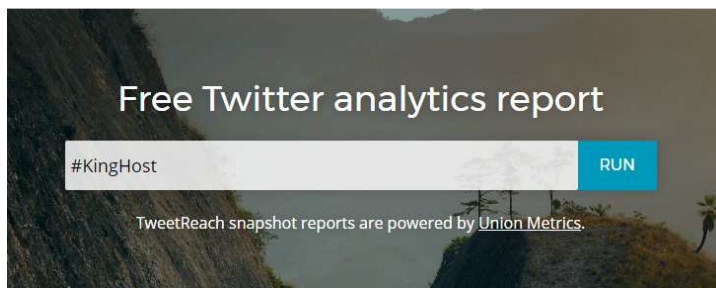 Free Twitter analytics report
#KingHost
RUN
TweetReach snapshot reports are powered by Union Metrics.